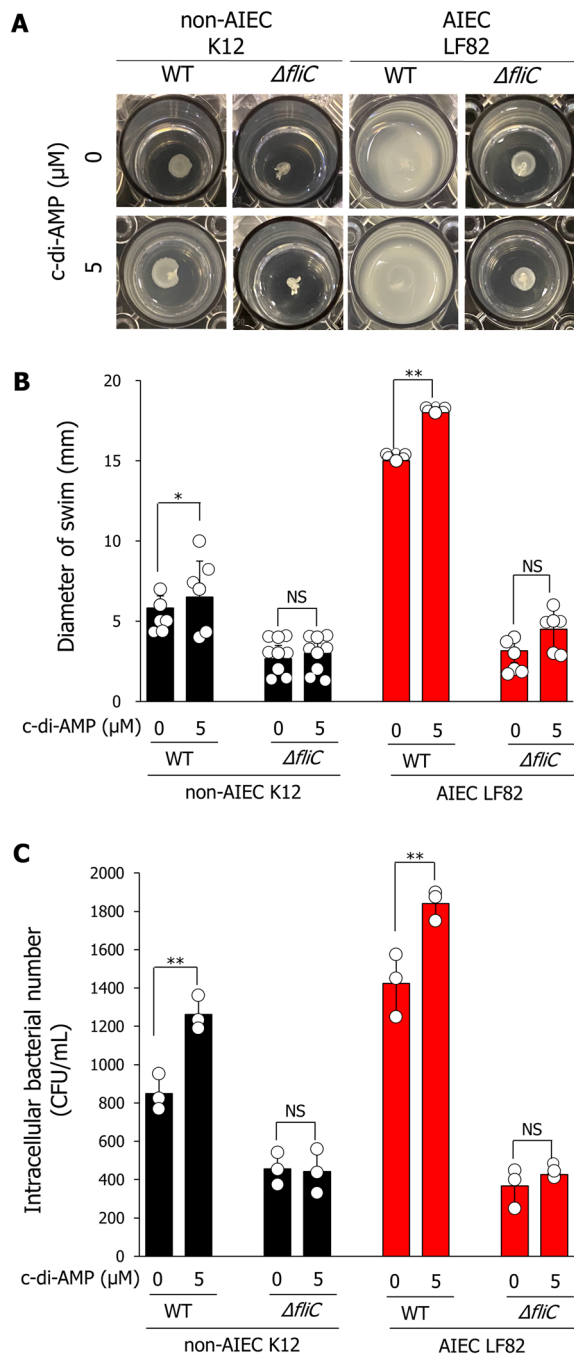 A
non-AIEC
K12
AIEC
LF82
WT
ΔfliC
WT
ΔfliC
c-di-AMP (μM)
0
5
B
Diameter of swim (mm)
20
15
10
5
0
*
NS
**
NS
c-di-AMP (μM) 0 5 0 5 0 5 0 5
WT ΔfliC WT ΔfliC
non-AIEC K12 AIEC LF82
C
Intracellular bacterial number
(CFU/mL)
2000
1800
1600
1400
1200
1000
800
600
400
200
0
**
NS
**
NS
c-di-AMP (μM) 0 5 0 5 0 5 0 5
WT ΔfliC WT ΔfliC
non-AIEC K12 AIEC LF82